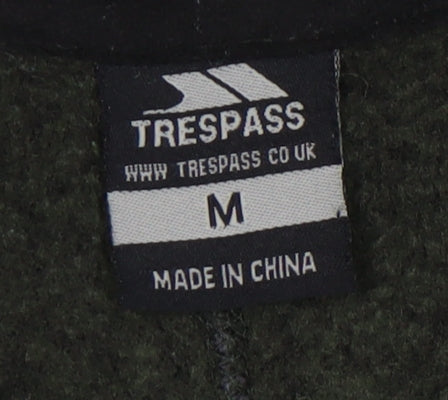 TRESPASS
WWW TRESPASS CO UK
M
MADE IN CHINA